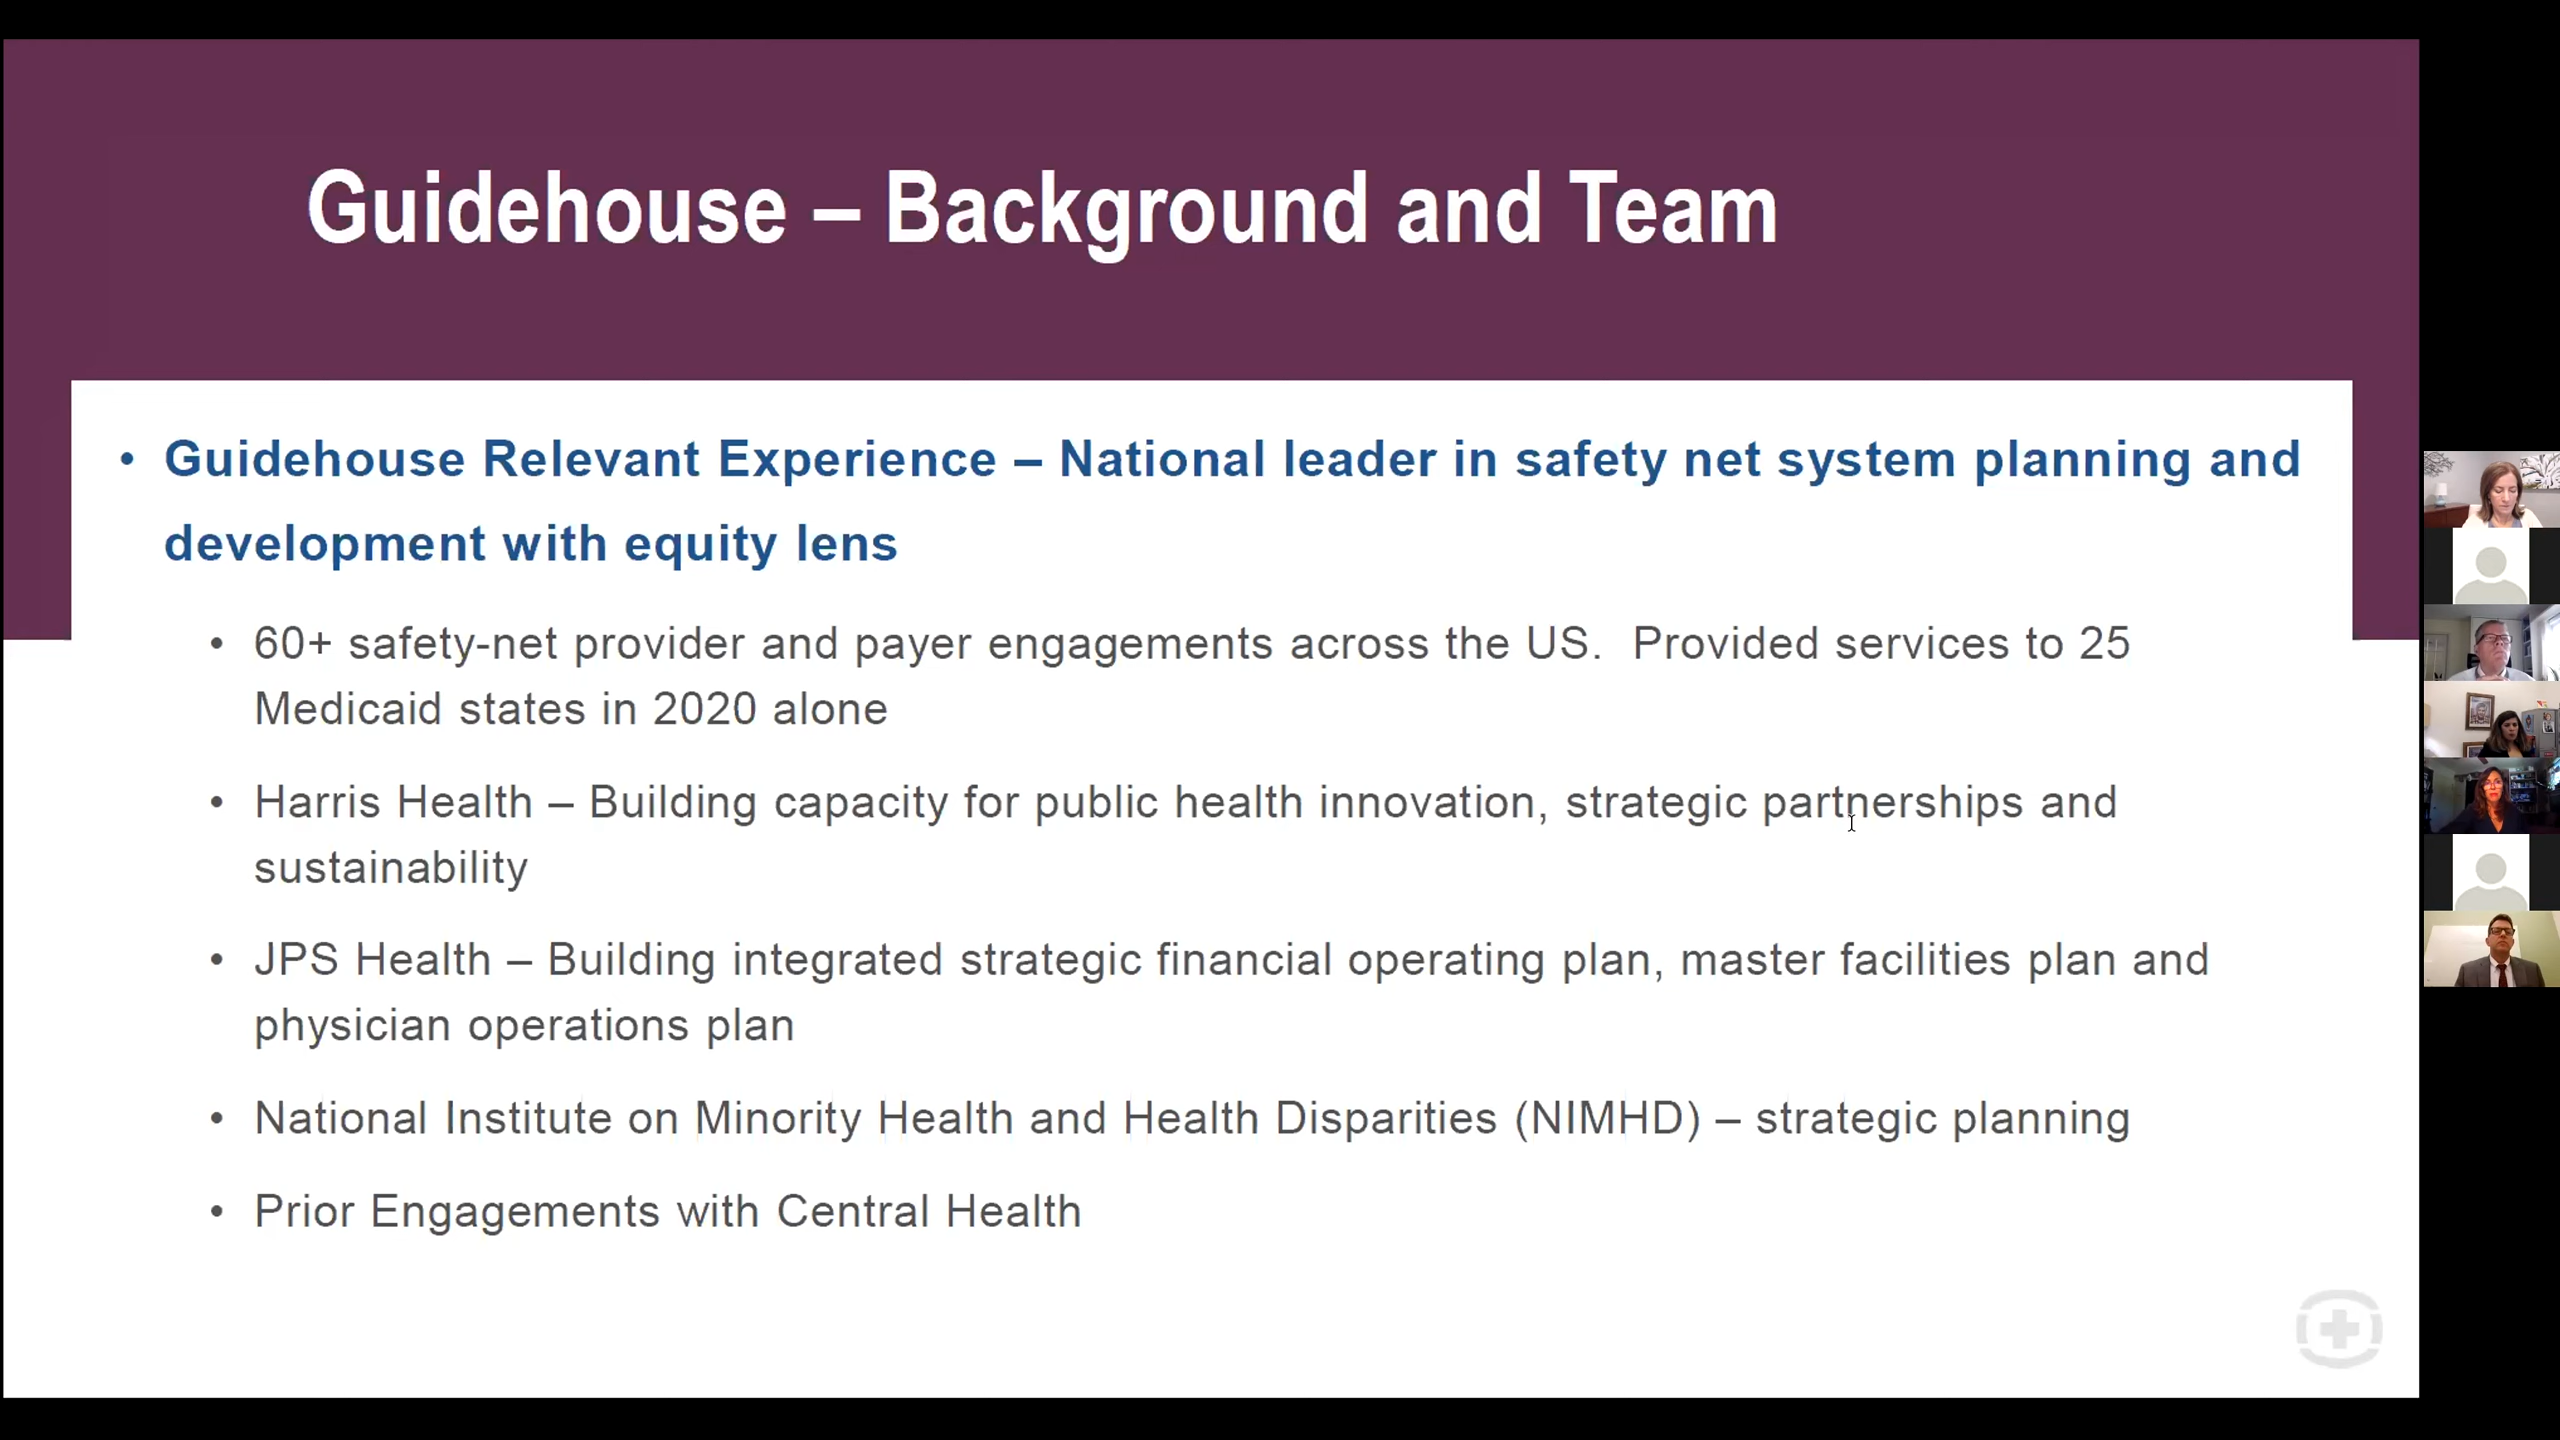 Guidehouse – Background and Team
• Guidehouse Relevant Experience – National leader in safety net system planning and
development with equity lens
• 60+ safety-net provider and payer engagements across the US.  Provided services to 25
Medicaid states in 2020 alone
• Harris Health – Building capacity for public health innovation, strategic partnerships and
sustainability
• JPS Health – Building integrated strategic financial operating plan, master facilities plan and
physician operations plan
• National Institute on Minority Health and Health Disparities (NIMHD) – strategic planning
• Prior Engagements with Central Health